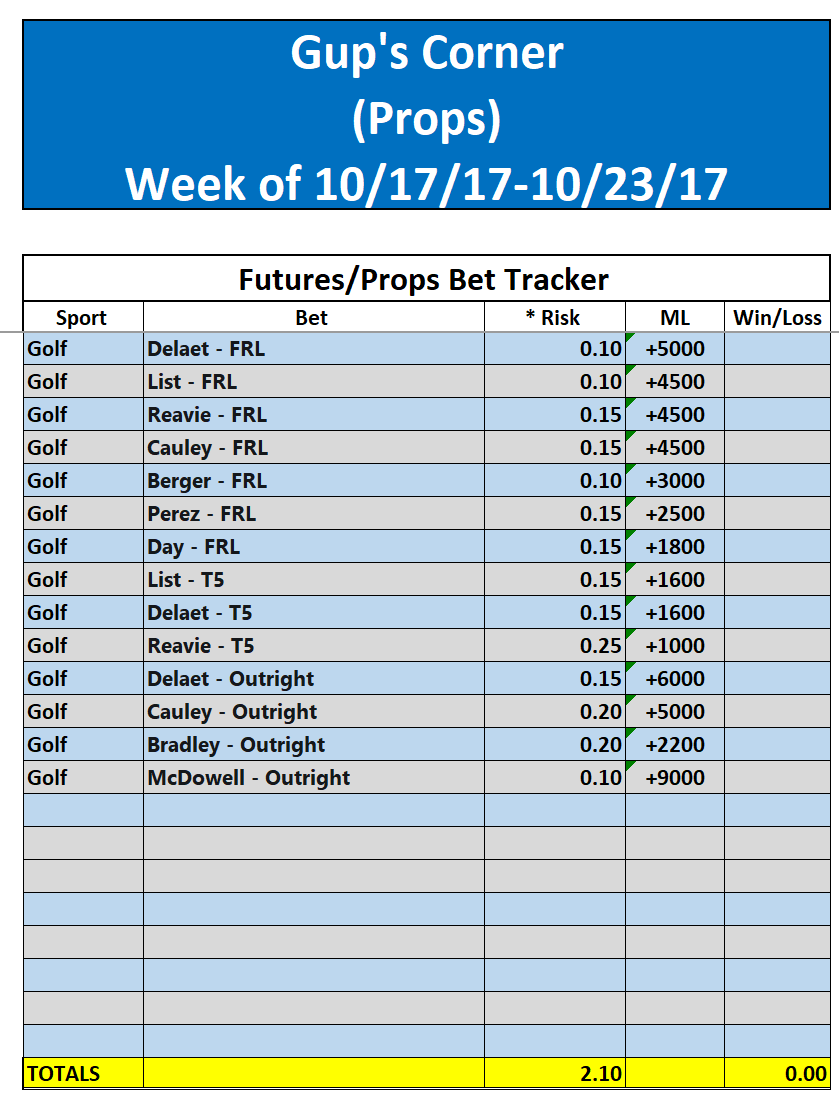 Gup's Corner
(Props)
Week of 10/17/17-10/23/17
Futures/Props Bet Tracker
Sport Bet * Risk ML Win/Loss
Golf Delaet - FRL 0.10 +5000
Golf List - FRL 0.10 +4500
Golf Reavie - FRL 0.15 +4500
Golf Cauley - FRL 0.15 +4500
Golf Berger - FRL 0.10 +3000
Golf Perez - FRL 0.15 +2500
Golf Day - FRL 0.15 +1800
Golf List - T5 0.15 +1600
Golf Delaet - T5 0.15 +1600
Golf Reavie - T5 0.25 +1000
Golf Delaet - Outright 0.15 +6000
Golf Cauley - Outright 0.20 +5000
Golf Bradley - Outright 0.20 +2200
Golf McDowell - Outright 0.10 +9000
TOTALS 2.10 0.00